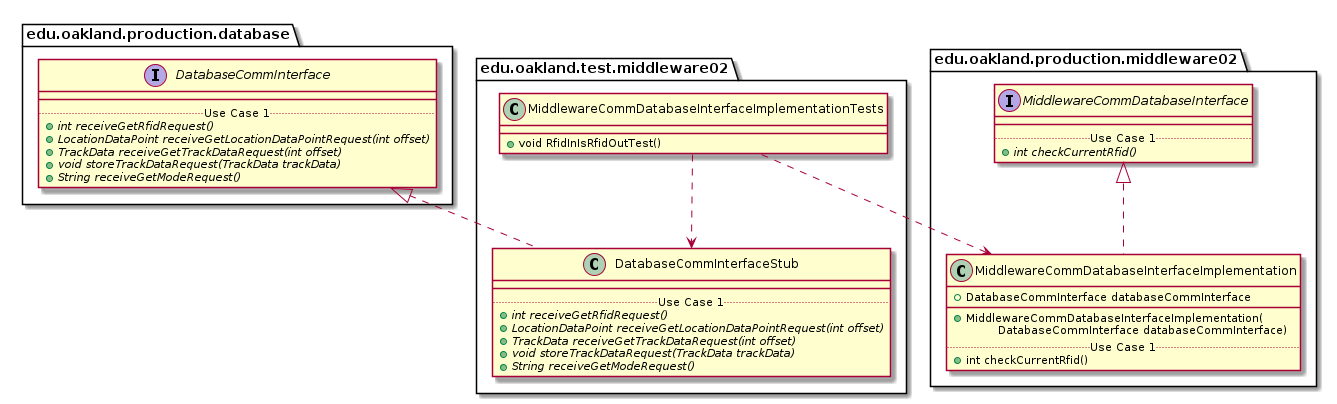 edu.oakland.production.database
I DatabaseCommInterface
Use Case 1
int receiveGetRfidRequest()
LocationDataPoint receiveGetLocationDataPointRequest(int offset)
TrackData receiveGetTrackDataRequest(int offset)
void storeTrackDataRequest(TrackData trackData)
String receiveGetModeRequest()
edu.oakland.test.middleware02
C MiddlewareCommDatabaseInterfaceImplementationTests
void RfidInIsRfidOutTest()
C DatabaseCommInterfaceStub
Use Case 1
int receiveGetRfidRequest()
LocationDataPoint receiveGetLocationDataPointRequest(int offset)
TrackData receiveGetTrackDataRequest(int offset)
void storeTrackDataRequest(TrackData trackData)
String receiveGetModeRequest()
edu.oakland.production.middleware02
I MiddlewareCommDatabaseInterface
Use Case 1
int checkCurrentRfid()
C MiddlewareCommDatabaseInterfaceImplementation
DatabaseCommInterface databaseCommInterface
MiddlewareCommDatabaseInterfaceImplementation(
DatabaseCommInterface databaseCommInterface)
Use Case 1
int checkCurrentRfid()